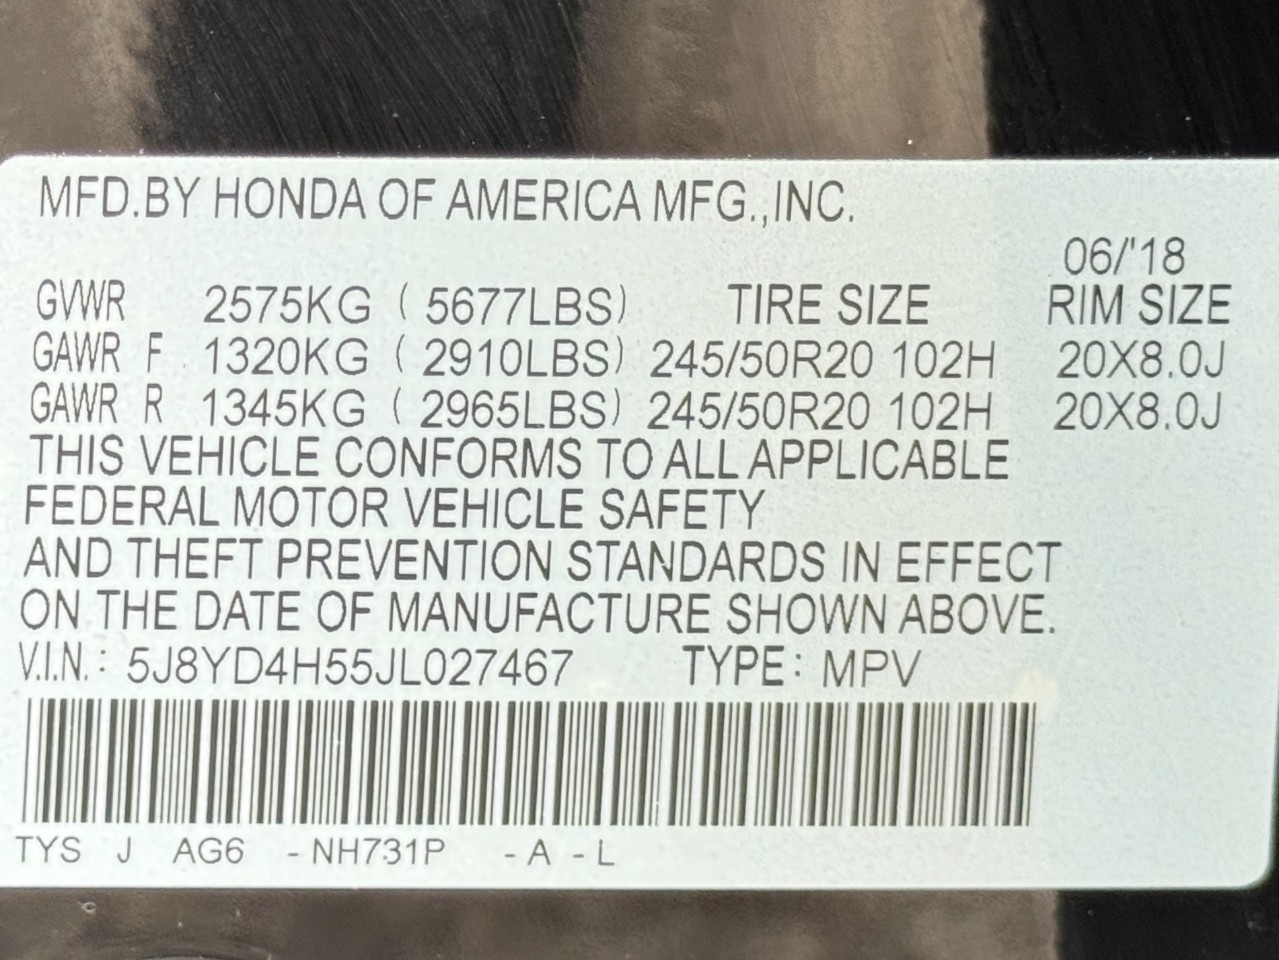 MFD.BY HONDA OF AMERICA MFG.,INC.
06/'18
GVWR 2575KG ( 5677LBS) TIRE SIZE RIM SIZE
GAWR F 1320KG ( 2910LBS) 245/50R20 102H 20X8.0J
GAWR R 1345KG ( 2965LBS) 245/50R20 102H 20X8.0J
THIS VEHICLE CONFORMS TO ALL APPLICABLE
FEDERAL MOTOR VEHICLE SAFETY
AND THEFT PREVENTION STANDARDS IN EFFECT
ON THE DATE OF MANUFACTURE SHOWN ABOVE.
V.I.N.: 5J8YD4H55JL027467 TYPE: MPV
TYS J AG6 - NH731P - A - L